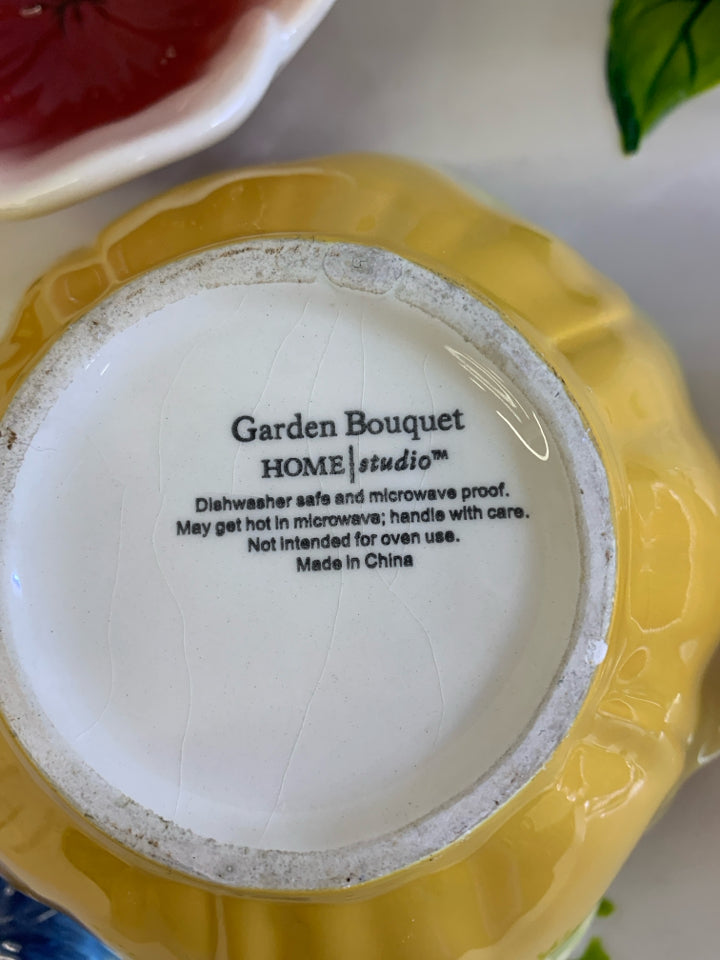 Garden Bouquet
HOME|studio™
Dishwasher safe and microwave proof.
May get hot in microwave; handle with care.
Not intended for oven use.
Made in China